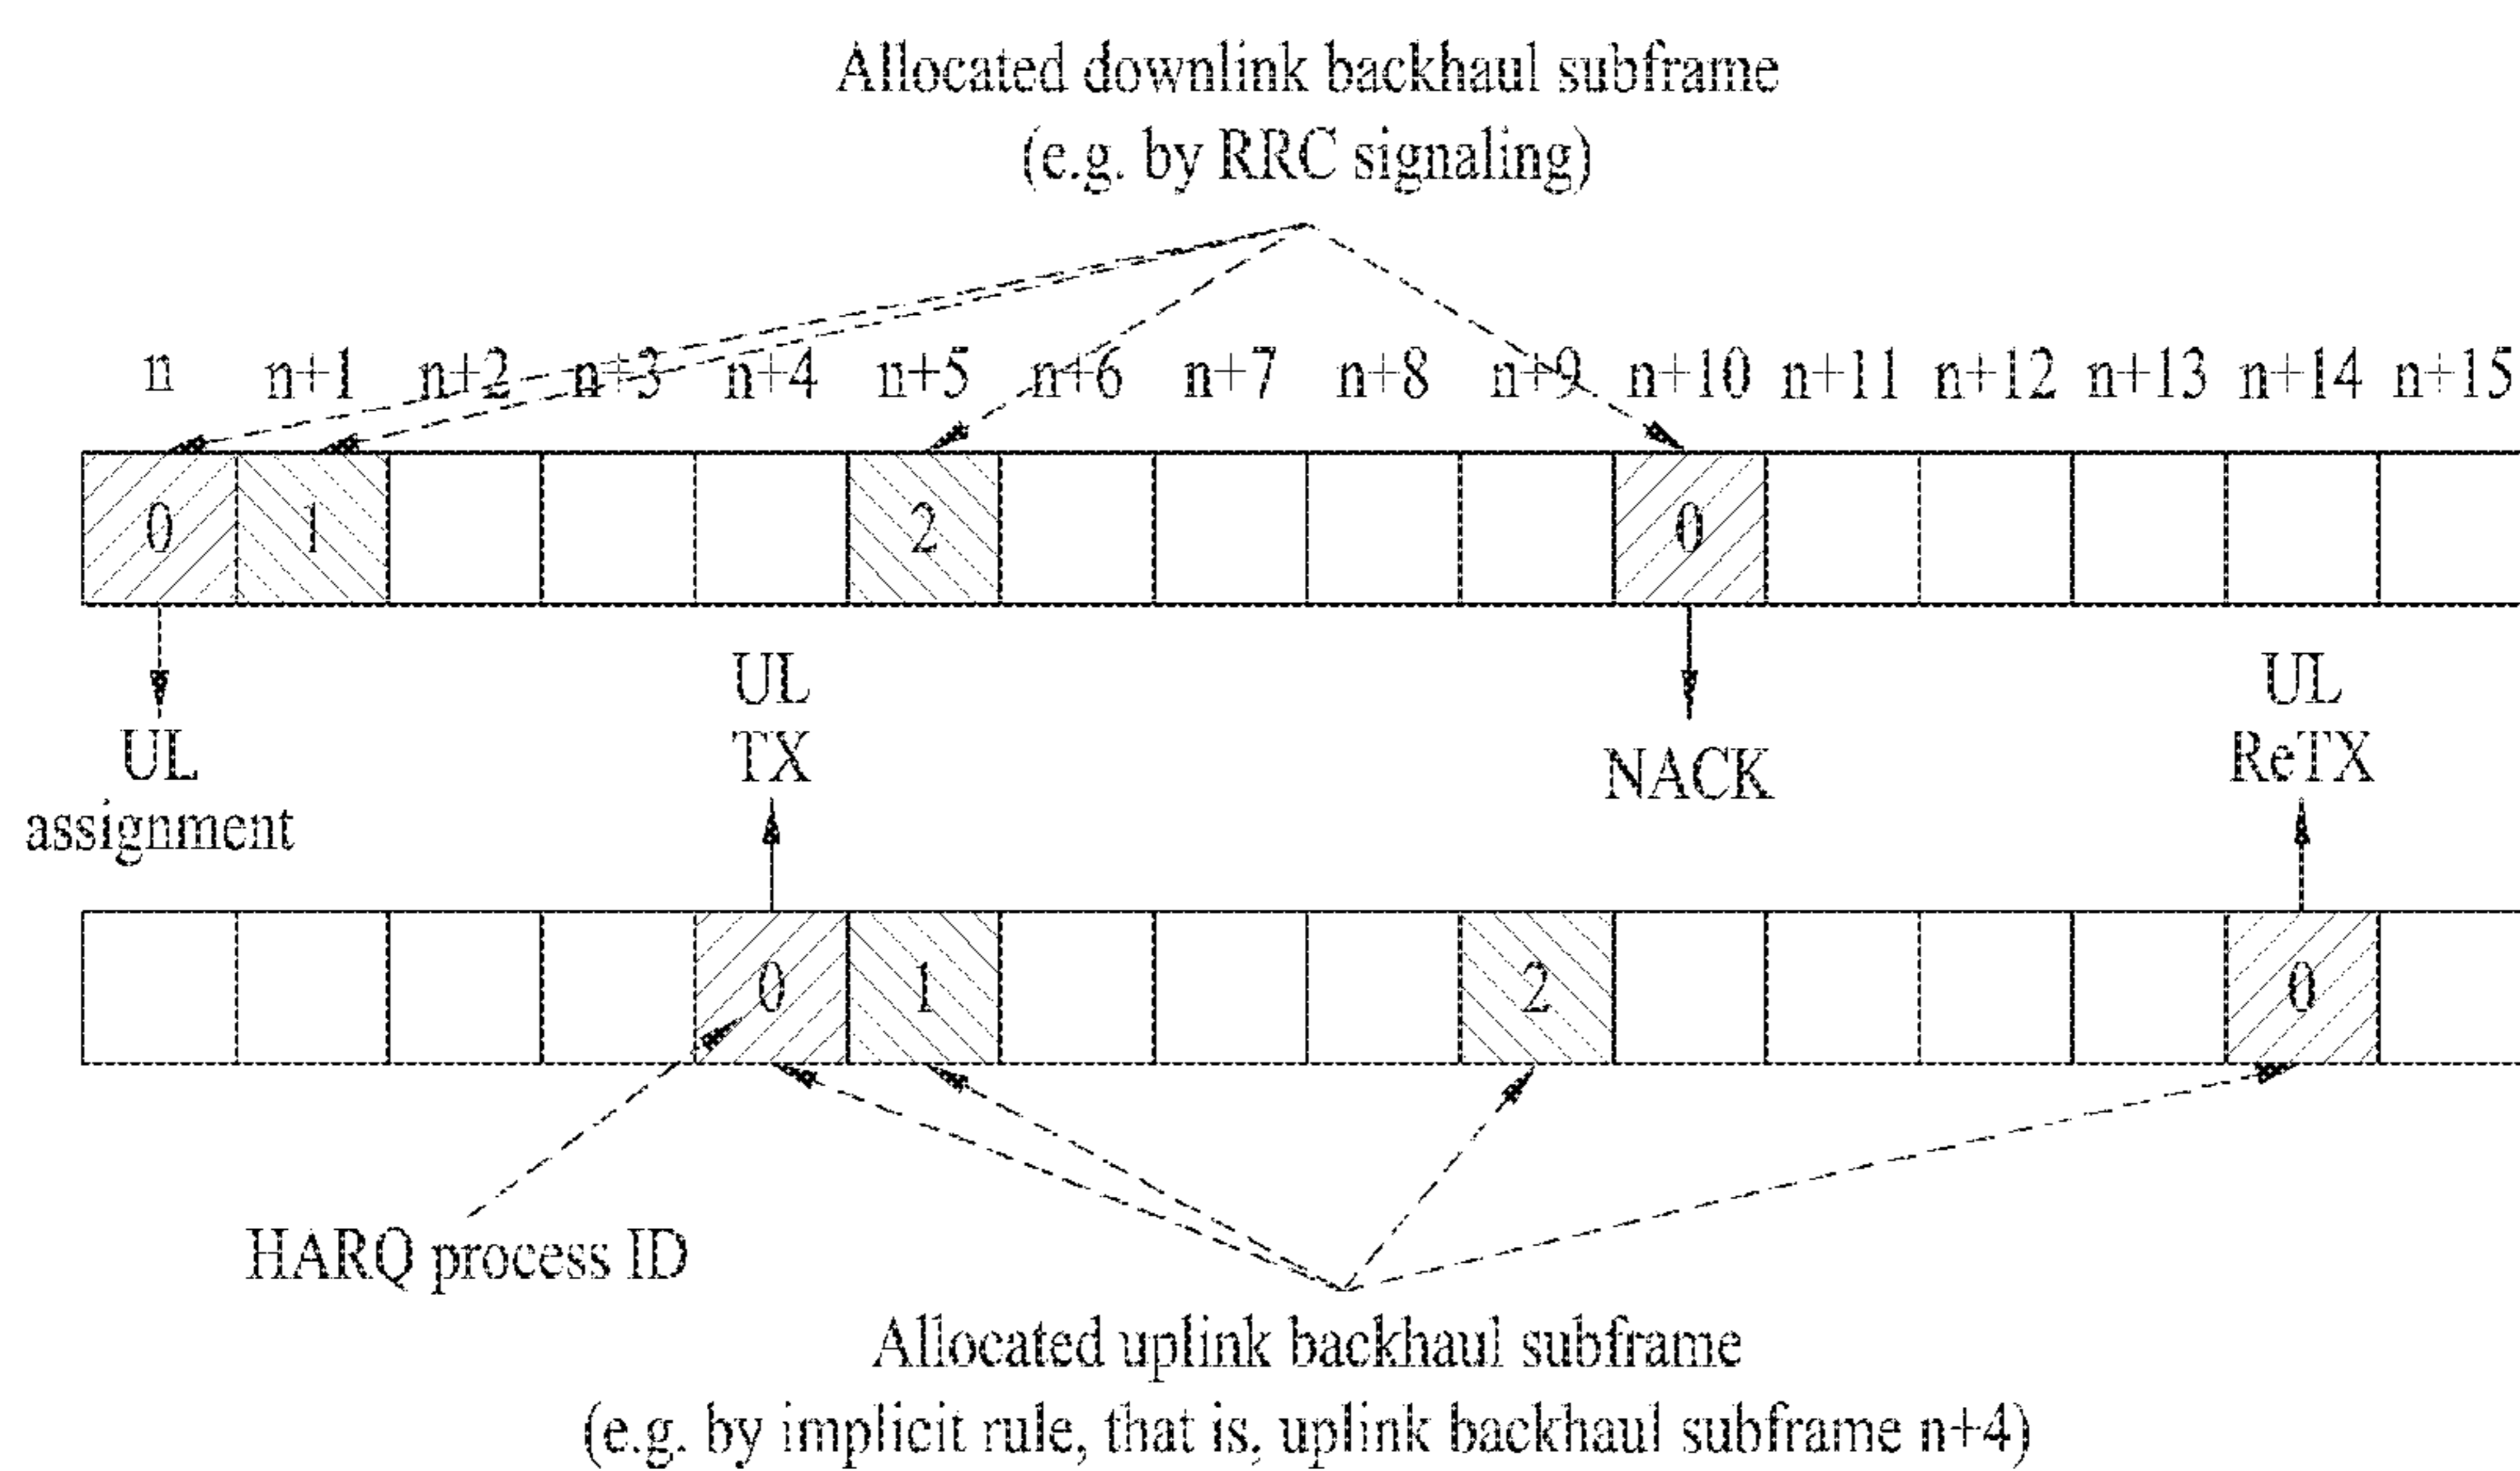 Allocated downlink backhaul subframe
(e.g. by RRC signaling)
n n+1 n+2 n+3 n+4 n+5 n+6 n+7 n+8 n+9 n+10 n+11 n+12 n+13 n+14 n+15
0 1 2 0
UL
assignment
UL
TX
NACK
UL
ReTX
0 1 2 0
HARQ process ID
Allocated uplink backhaul subframe
(e.g. by implicit rule, that is, uplink backhaul subframe n+4)